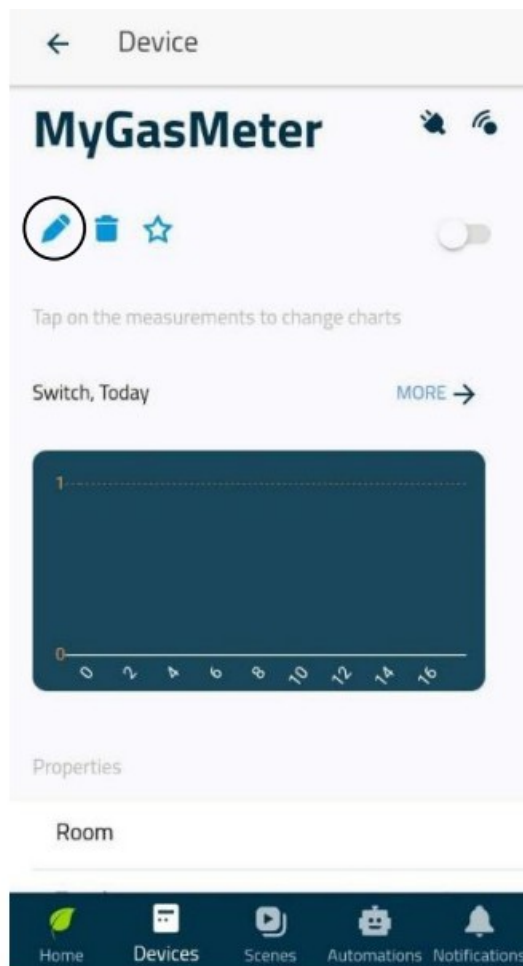 Device
MyGasMeter
Tap on the measurements to change charts
Switch, Today
MORE
1
0
0 2 4 6 8 10 12 14 16
Properties
Room
Home Devices Scenes Automations Notifications